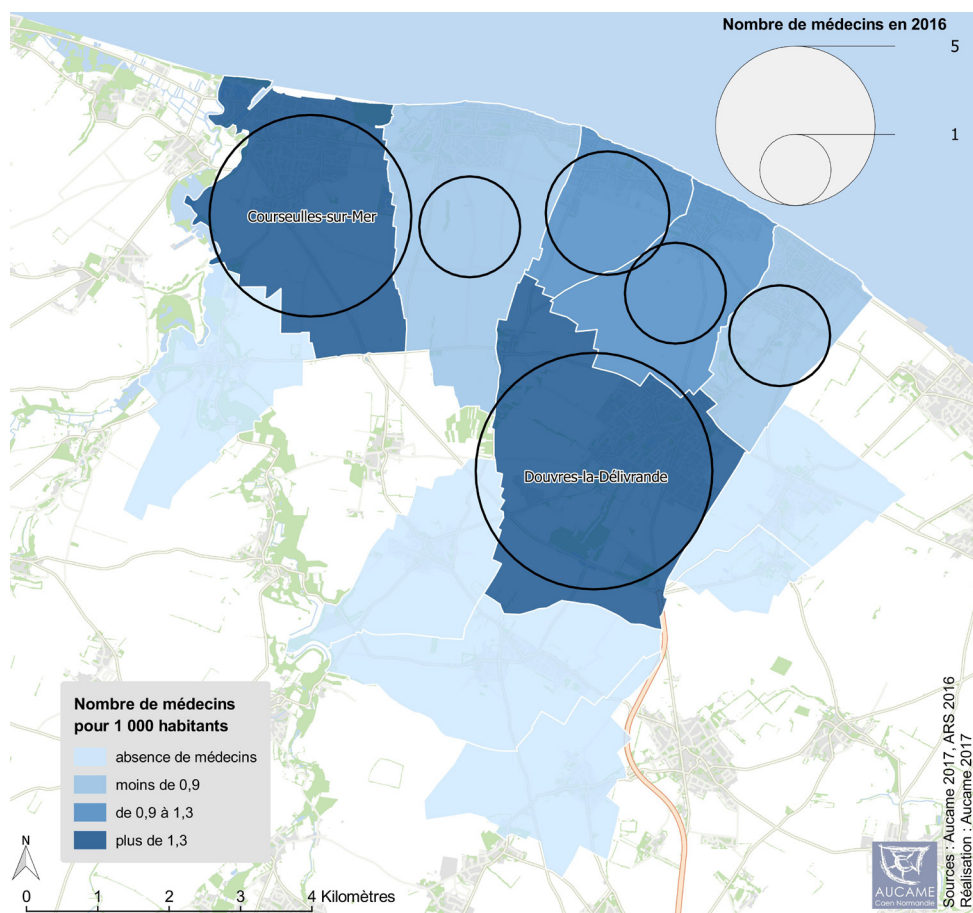 Nombre de médecins en 2016
5
1
Courseulles-sur-Mer
Douvres-la-Délivrande
Nombre de médecins
pour 1 000 habitants
absence de médecins
moins de 0,9
de 0,9 à 1,3
plus de 1,3
N
0 1 2 3 4 Kilomètres
AUCAME
Caen Normandie
Sources : Aucame 2017, ARS 2016
Réalisation : Aucame 2017